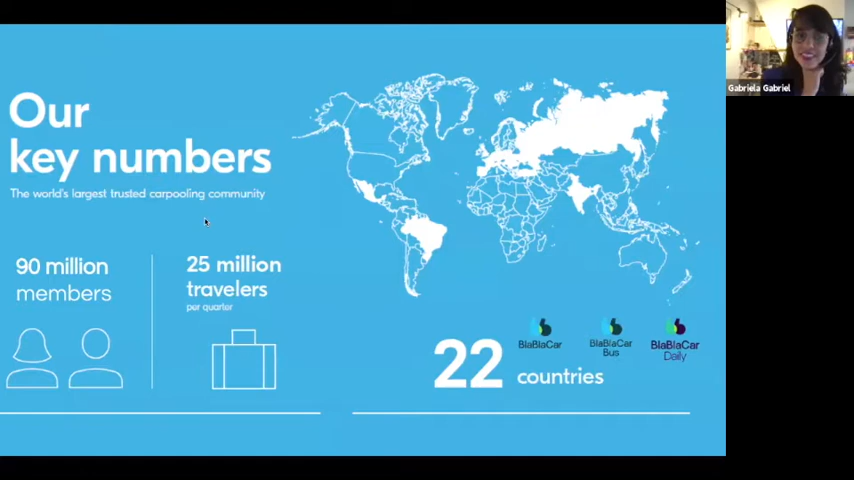 Our
key numbers
The world's largest trusted carpooling community
90 million
members
25 million
travelers
per quarter
22
countries
BlaBlaCar
BlaBlaCar
Bus
BlaBlaCar
Daily
Gabriela Gabriel